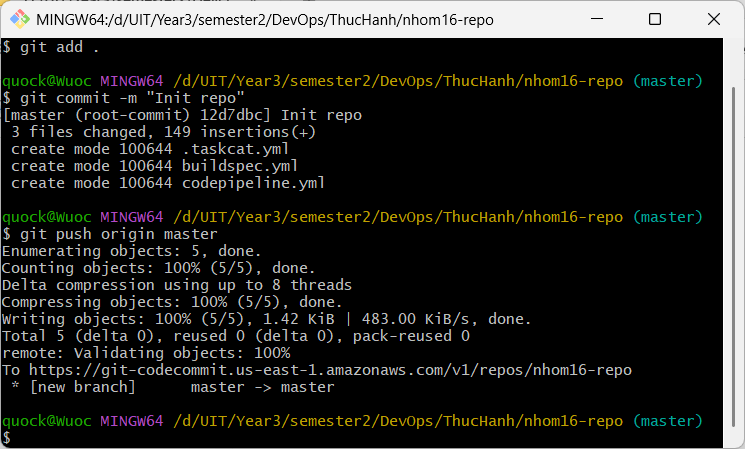 MINGW64:/d/UIT/Year3/semester2/DevOps/ThucHanh/nhom16-repo
$ git add .
quock@Wuoc MINGW64 /d/UIT/Year3/semester2/DevOps/ThucHanh/nhom16-repo (master)
$ git commit -m "Init repo"
[master (root-commit) 12d7dbc] Init repo
 3 files changed, 149 insertions(+)
 create mode 100644 .taskcat.yml
 create mode 100644 buildspec.yml
 create mode 100644 codepipeline.yml
quock@Wuoc MINGW64 /d/UIT/Year3/semester2/DevOps/ThucHanh/nhom16-repo (master)
$ git push origin master
Enumerating objects: 5, done.
Counting objects: 100% (5/5), done.
Delta compression using up to 8 threads
Compressing objects: 100% (5/5), done.
Writing objects: 100% (5/5), 1.42 KiB | 483.00 KiB/s, done.
Total 5 (delta 0), reused 0 (delta 0), pack-reused 0
remote: Validating objects: 100%
To https://git-codecommit.us-east-1.amazonaws.com/v1/repos/nhom16-repo
 * [new branch]      master -> master
quock@Wuoc MINGW64 /d/UIT/Year3/semester2/DevOps/ThucHanh/nhom16-repo (master)
$